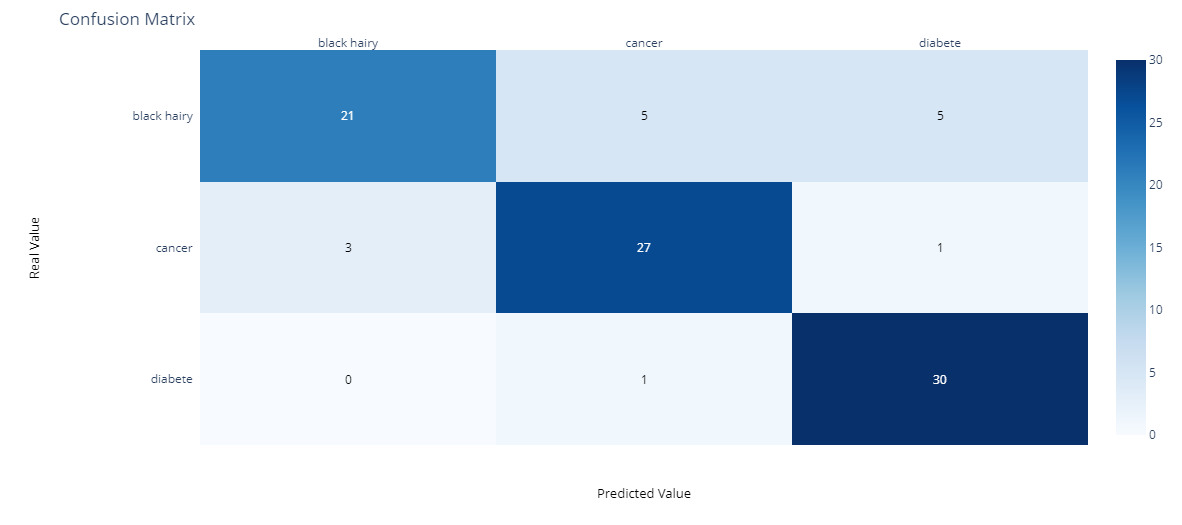 Confusion Matrix
black hairy cancer diabete
black hairy 21 5 5
cancer 3 27 1
diabete 0 1 30
Real Value
Predicted Value
30
25
20
15
10
5
0